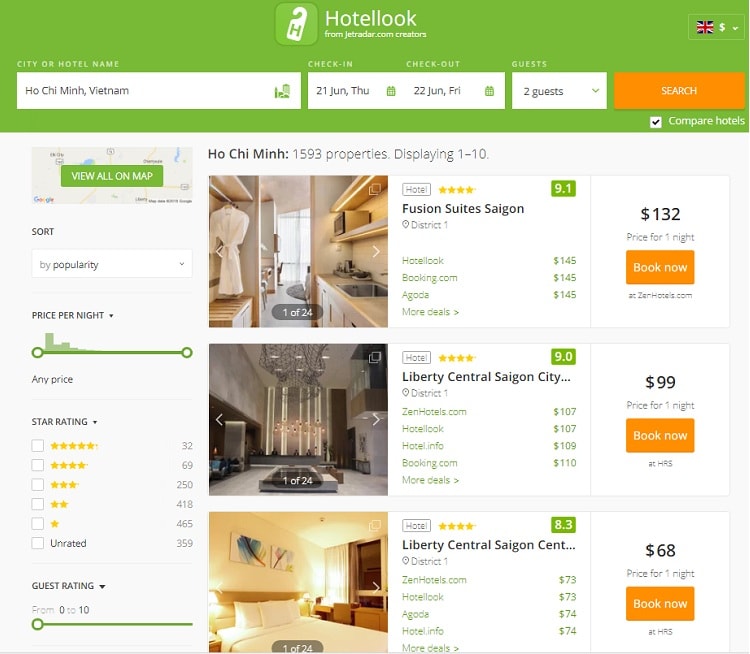 Hotellook
from Jetradar.com creators
$
CITY OR HOTEL NAME
CHECK-IN
CHECK-OUT
GUESTS
Ho Chi Minh, Vietnam
21 Jun, Thu
22 Jun, Fri
2 guests
SEARCH
Compare hotels
VIEW ALL ON MAP
Google
Map data ©2018 Google
Ho Chi Minh: 1593 properties. Displaying 1–10.
SORT
by popularity
PRICE PER NIGHT
Any price
STAR RATING
32
69
250
418
465
Unrated 359
GUEST RATING
From 0 to 10
1 of 24
Hotel
9.1
Fusion Suites Saigon
District 1
Hotellook $145
Booking.com $145
Agoda $145
More deals >
$132
Price for 1 night
Book now
at ZenHotels.com
1 of 24
Hotel
9.0
Liberty Central Saigon City...
District 1
ZenHotels.com $107
Hotellook $107
Hotel.info $109
Booking.com $110
More deals >
$99
Price for 1 night
Book now
at HRS
1 of 24
Hotel
8.3
Liberty Central Saigon Cent...
District 1
ZenHotels.com $73
Hotellook $73
Agoda $74
Hotel.info $74
More deals >
$68
Price for 1 night
Book now
at HRS